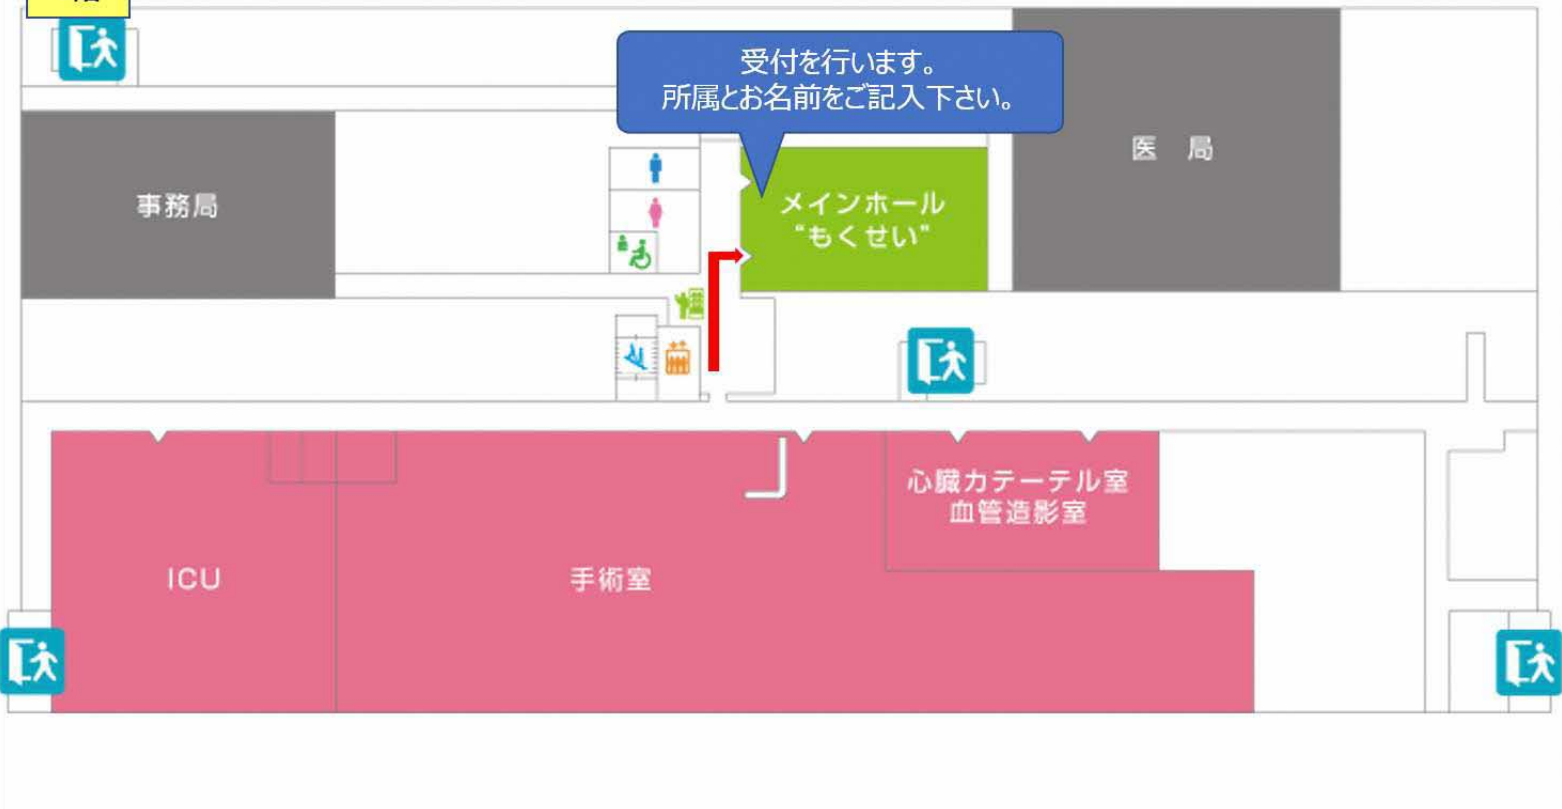 受付を行います。
所属とお名前をご記入下さい。
医 局
事務局
メインホール
“もくせい”
心臓カテーテル室
血管造影室
ICU
手術室